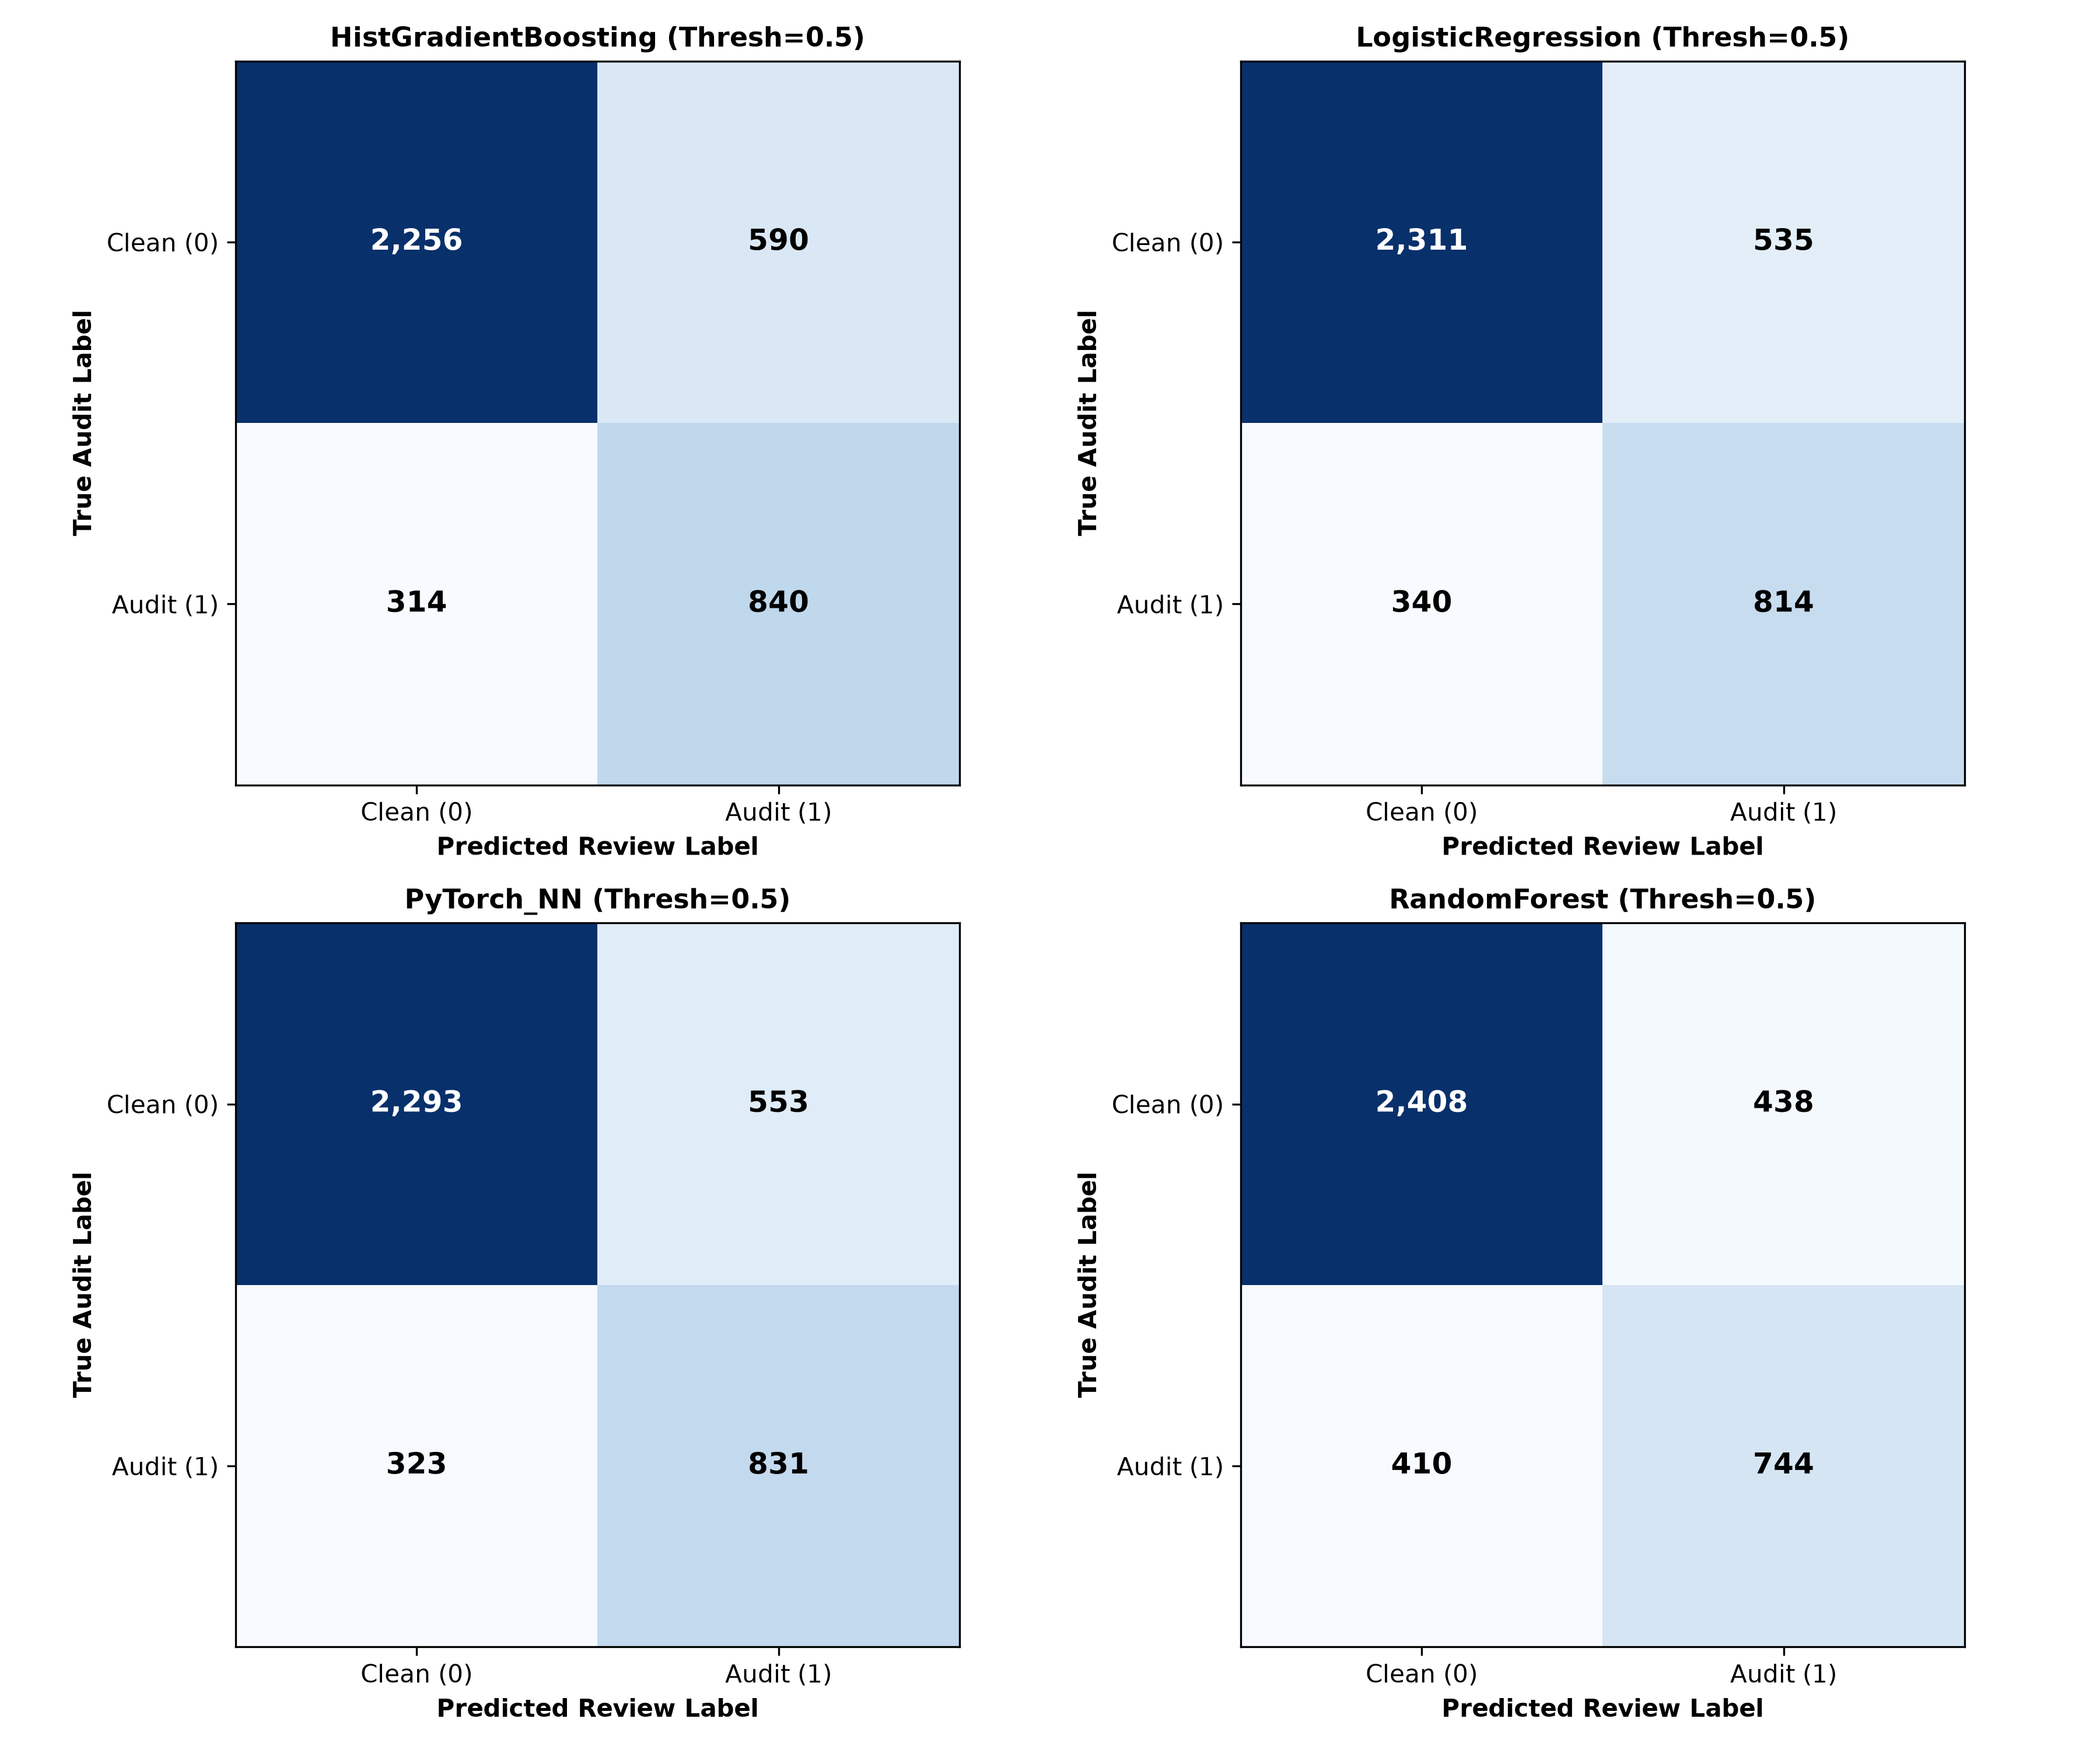 HistGradientBoosting (Thresh=0.5)
True Audit Label
Clean (0)
2,256
590
Audit (1)
314
840
Clean (0)
Audit (1)
Predicted Review Label
LogisticRegression (Thresh=0.5)
True Audit Label
Clean (0)
2,311
535
Audit (1)
340
814
Clean (0)
Audit (1)
Predicted Review Label
PyTorch_NN (Thresh=0.5)
True Audit Label
Clean (0)
2,293
553
Audit (1)
323
831
Clean (0)
Audit (1)
Predicted Review Label
RandomForest (Thresh=0.5)
True Audit Label
Clean (0)
2,408
438
Audit (1)
410
744
Clean (0)
Audit (1)
Predicted Review Label